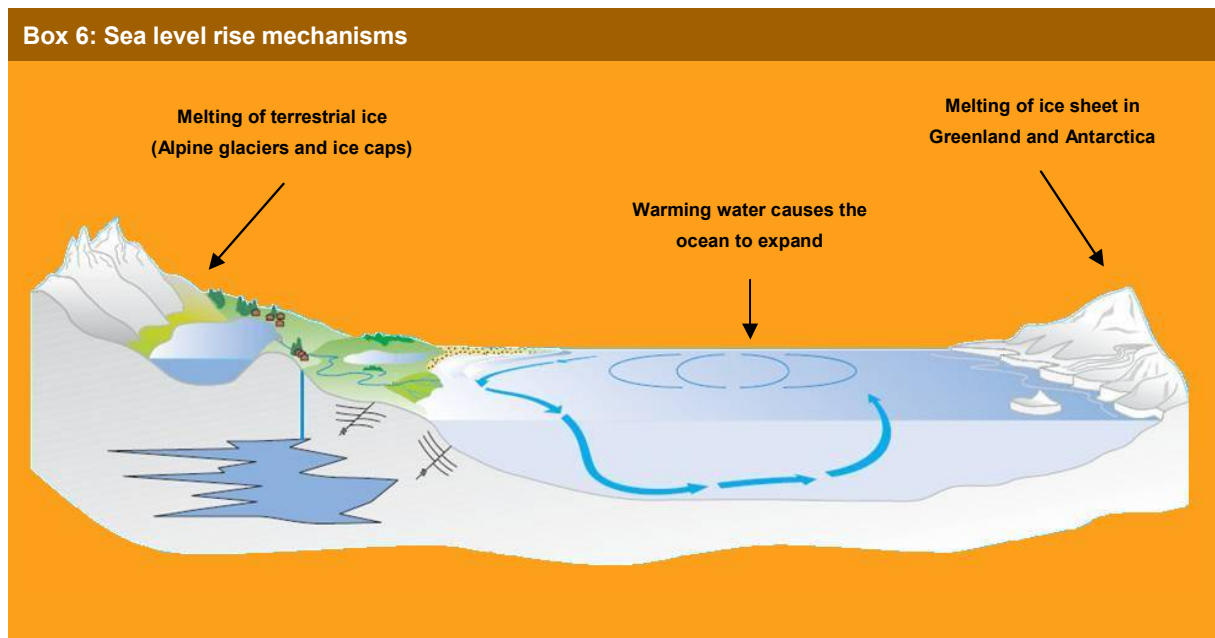 Box 6: Sea level rise mechanisms
Melting of terrestrial ice
(Alpine glaciers and ice caps)
Warming water causes the
ocean to expand
Melting of ice sheet in
Greenland and Antarctica